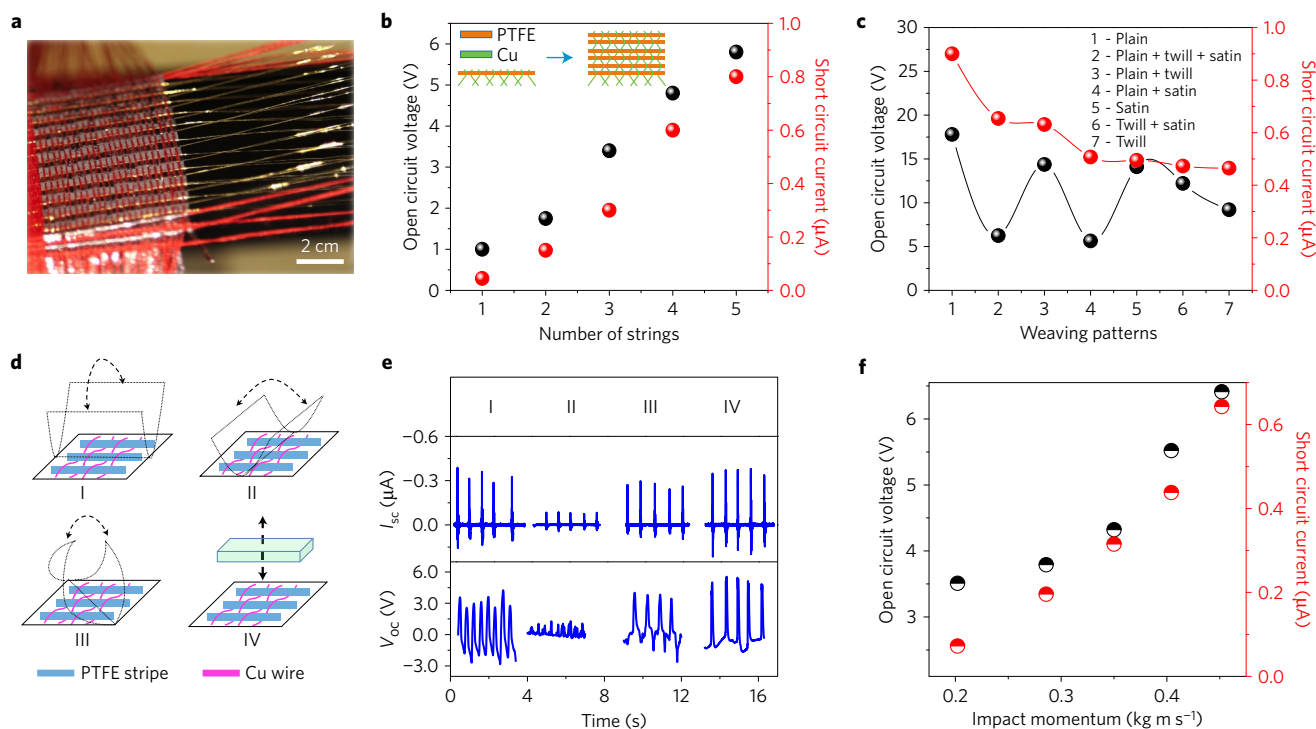 a
2 cm
b
PTFE
Cu
Open circuit voltage (V)
0
1
2
3
4
5
6
Short circuit current (μA)
0.0
0.2
0.4
0.6
0.8
1.0
1 2 3 4 5
Number of strings
c
1 - Plain
2 - Plain + twill + satin
3 - Plain + twill
4 - Plain + satin
5 - Satin
6 - Twill + satin
7 - Twill
Open circuit voltage (V)
30
25
20
15
10
5
0
Short circuit current (μA)
1.0
0.8
0.6
0.4
0.2
0.0
1 2 3 4 5 6 7
Weaving patterns
d
I
II
III
IV
PTFE stripe
Cu wire
e
I II III IV
Isc (μA)
−0.6
−0.3
0.0
Voc (V)
6.0
3.0
0.0
−3.0
0 4 8 12 16
Time (s)
f
Open circuit voltage (V)
6
5
4
3
Short circuit current (μA)
0.6
0.4
0.2
0.0
0.2 0.3 0.4
Impact momentum (kg m s⁻¹)